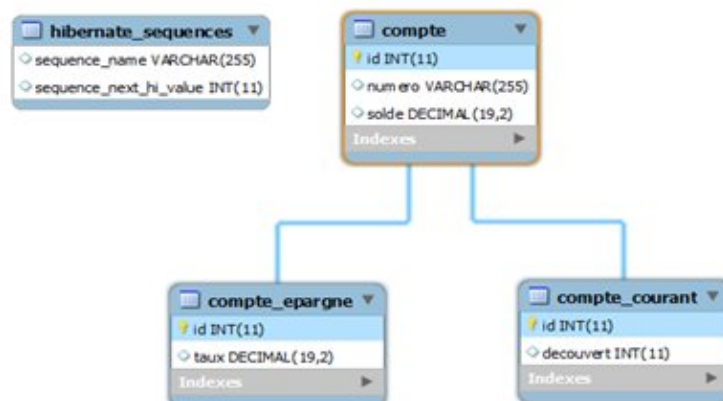 hibernate_sequences
sequence_name VARCHAR(255)
sequence_next_hi_value INT(11)
compte
id INT(11)
numero VARCHAR(255)
solde DECIMAL(19,2)
Indexes
compte_epargne
id INT(11)
taux DECIMAL(19,2)
Indexes
compte_courant
id INT(11)
decouvert INT(11)
Indexes